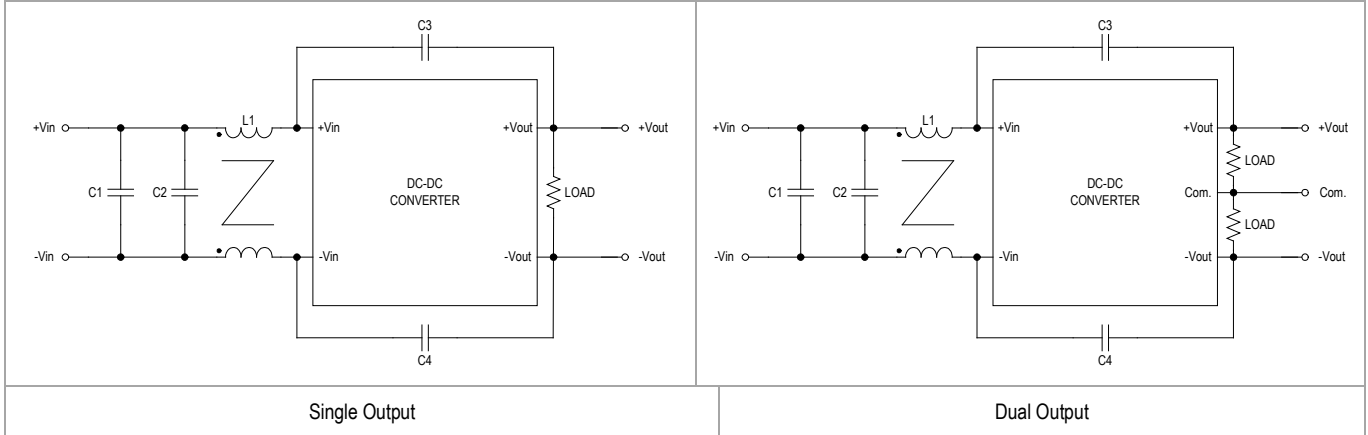 C3
+Vin
L1
+Vin
+Vout
+Vout
C1
C2
DC-DC
CONVERTER
LOAD
-Vin
-Vin
-Vout
-Vout
C4
Single Output
C3
+Vin
L1
+Vin
+Vout
+Vout
LOAD
C1
C2
DC-DC
CONVERTER
Com.
Com.
LOAD
-Vin
-Vin
-Vout
-Vout
C4
Dual Output